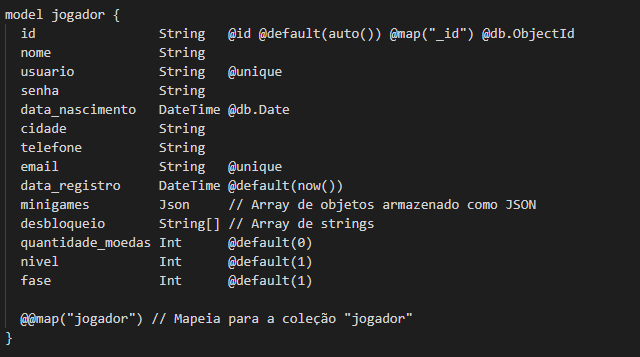 model jogador {
  id                String   @id @default(auto()) @map("_id") @db.ObjectId
  nome              String
  usuario           String   @unique
  senha             String
  data_nascimento   DateTime @db.Date
  cidade            String
  telefone          String
  email             String   @unique
  data_registro     DateTime @default(now())
  minigames         Json     // Array de objetos armazenado como JSON
  desbloqueio       String[] // Array de strings
  quantidade_moedas Int      @default(0)
  nivel             Int      @default(1)
  fase              Int      @default(1)

  @@map("jogador") // Mapeia para a coleção "jogador"
}